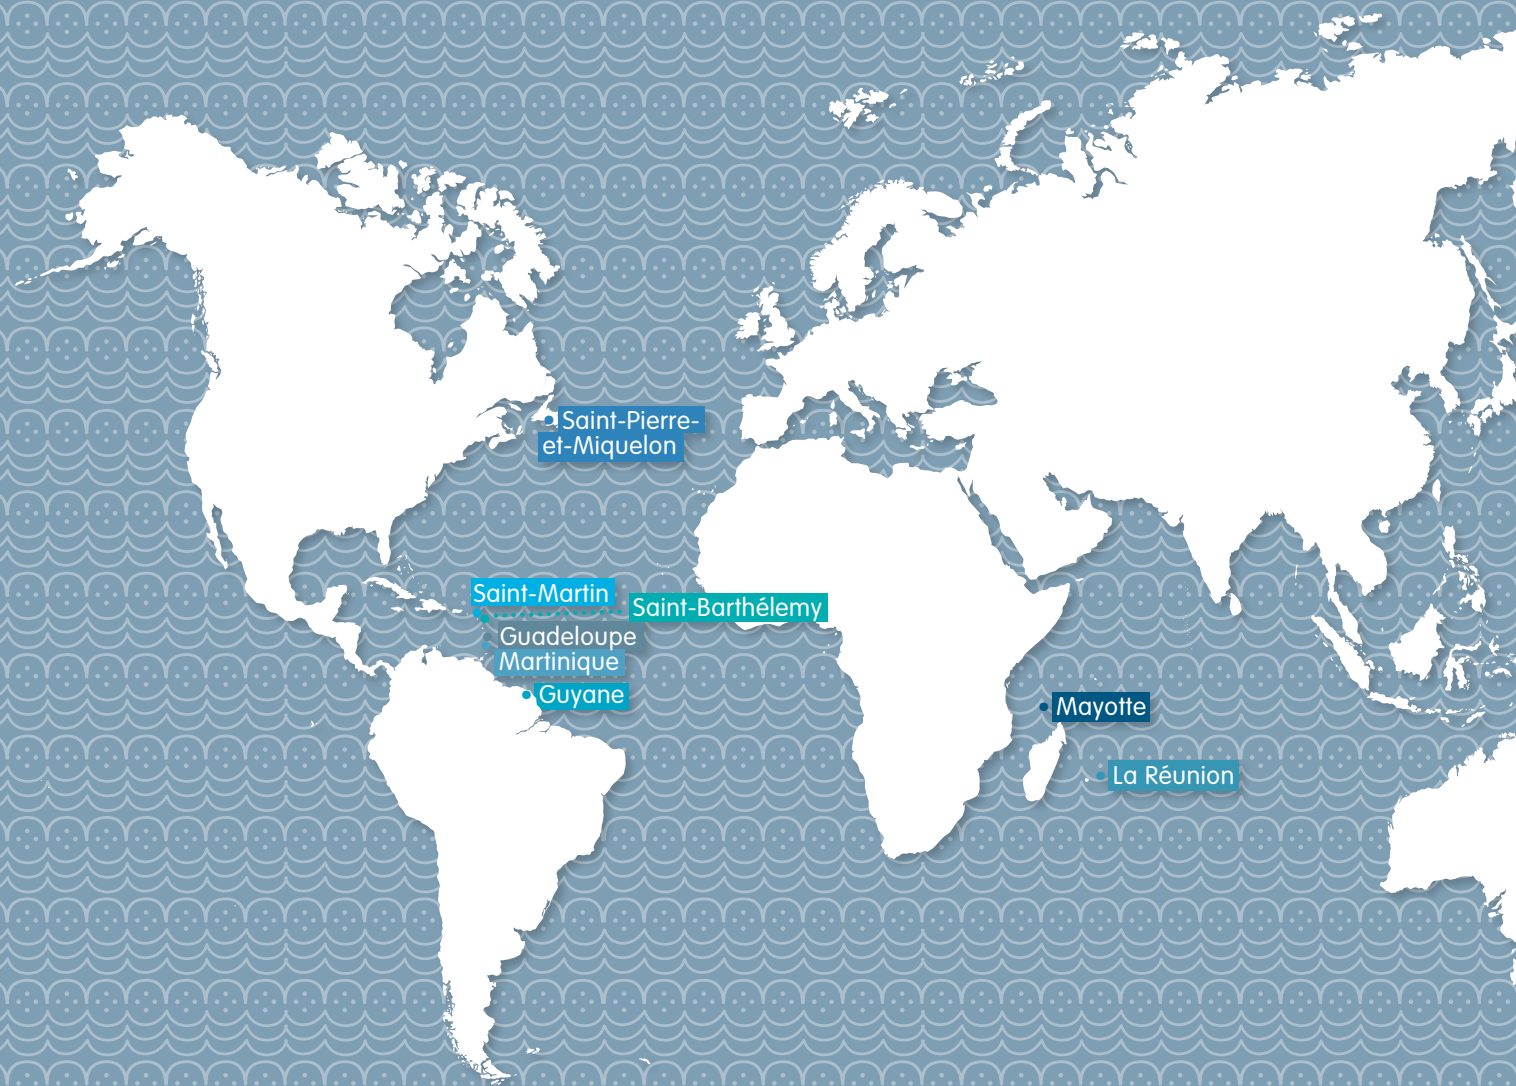 Saint-Pierre-
et-Miquelon
Saint-Martin
Saint-Barthélemy
Guadeloupe
Martinique
Guyane
Mayotte
La Réunion